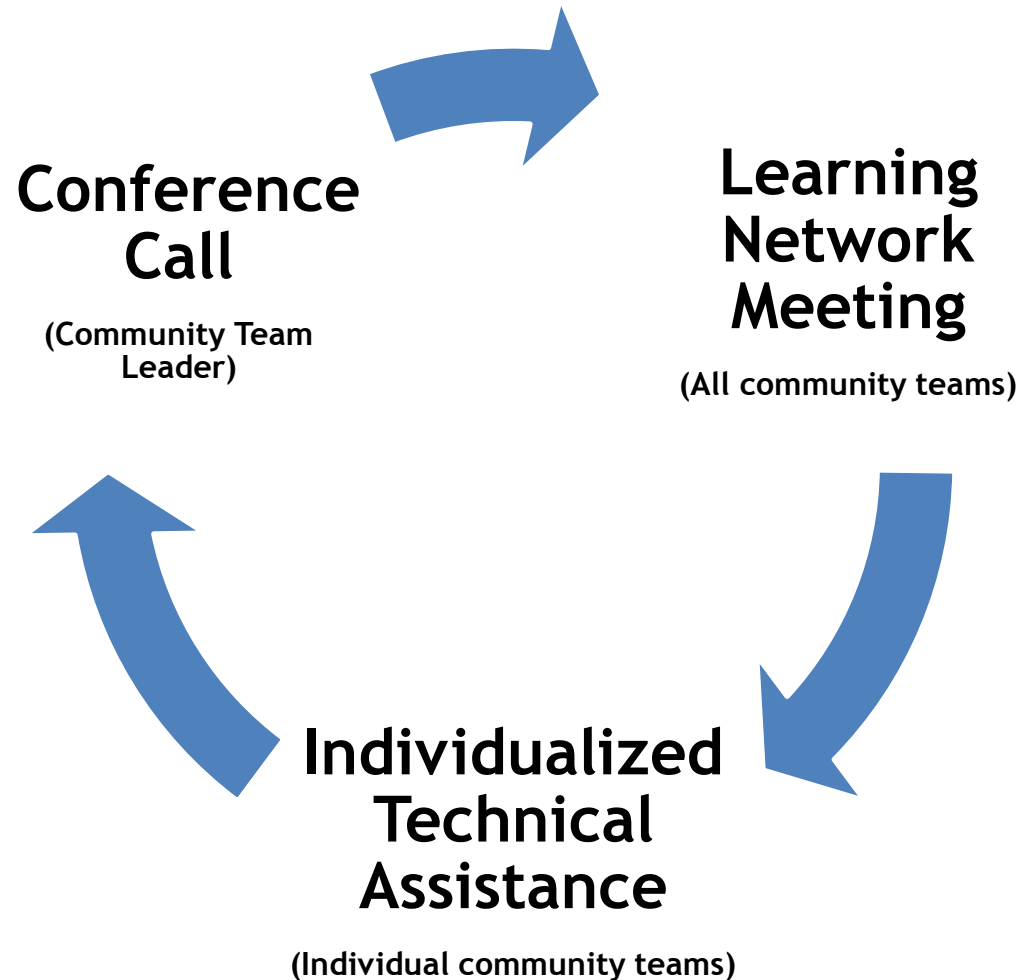 Conference
Call
(Community Team
Leader)
Learning
Network
Meeting
(All community teams)
Individualized
Technical
Assistance
(Individual community teams)